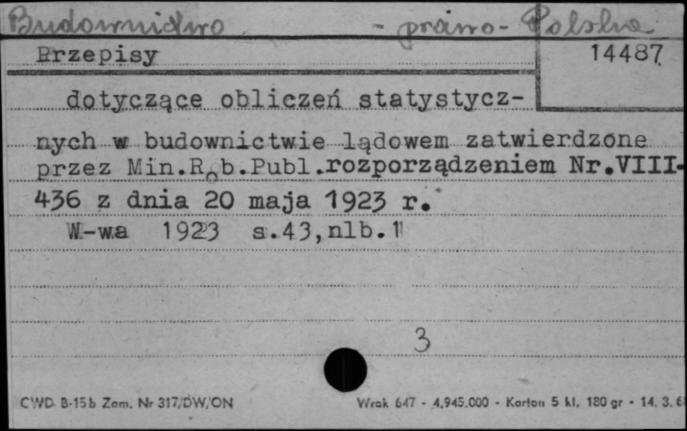 Budownictwo - prawo - Polska
Przepisy 14487
dotyczące obliczeń statystycz-
nych w budownictwie lądowem zatwierdzone
przez Min.Rob.Publ.rozporządzeniem Nr.VIII-
436 z dnia 20 maja 1923 r.
W-wa 1923 s.43,nlb.1
3
CWD B-15b Zam. Nr 317/DW/ON Wrak 647 - 4.945.000 - Karton 5 kl. 180 gr - 14. 3. 6